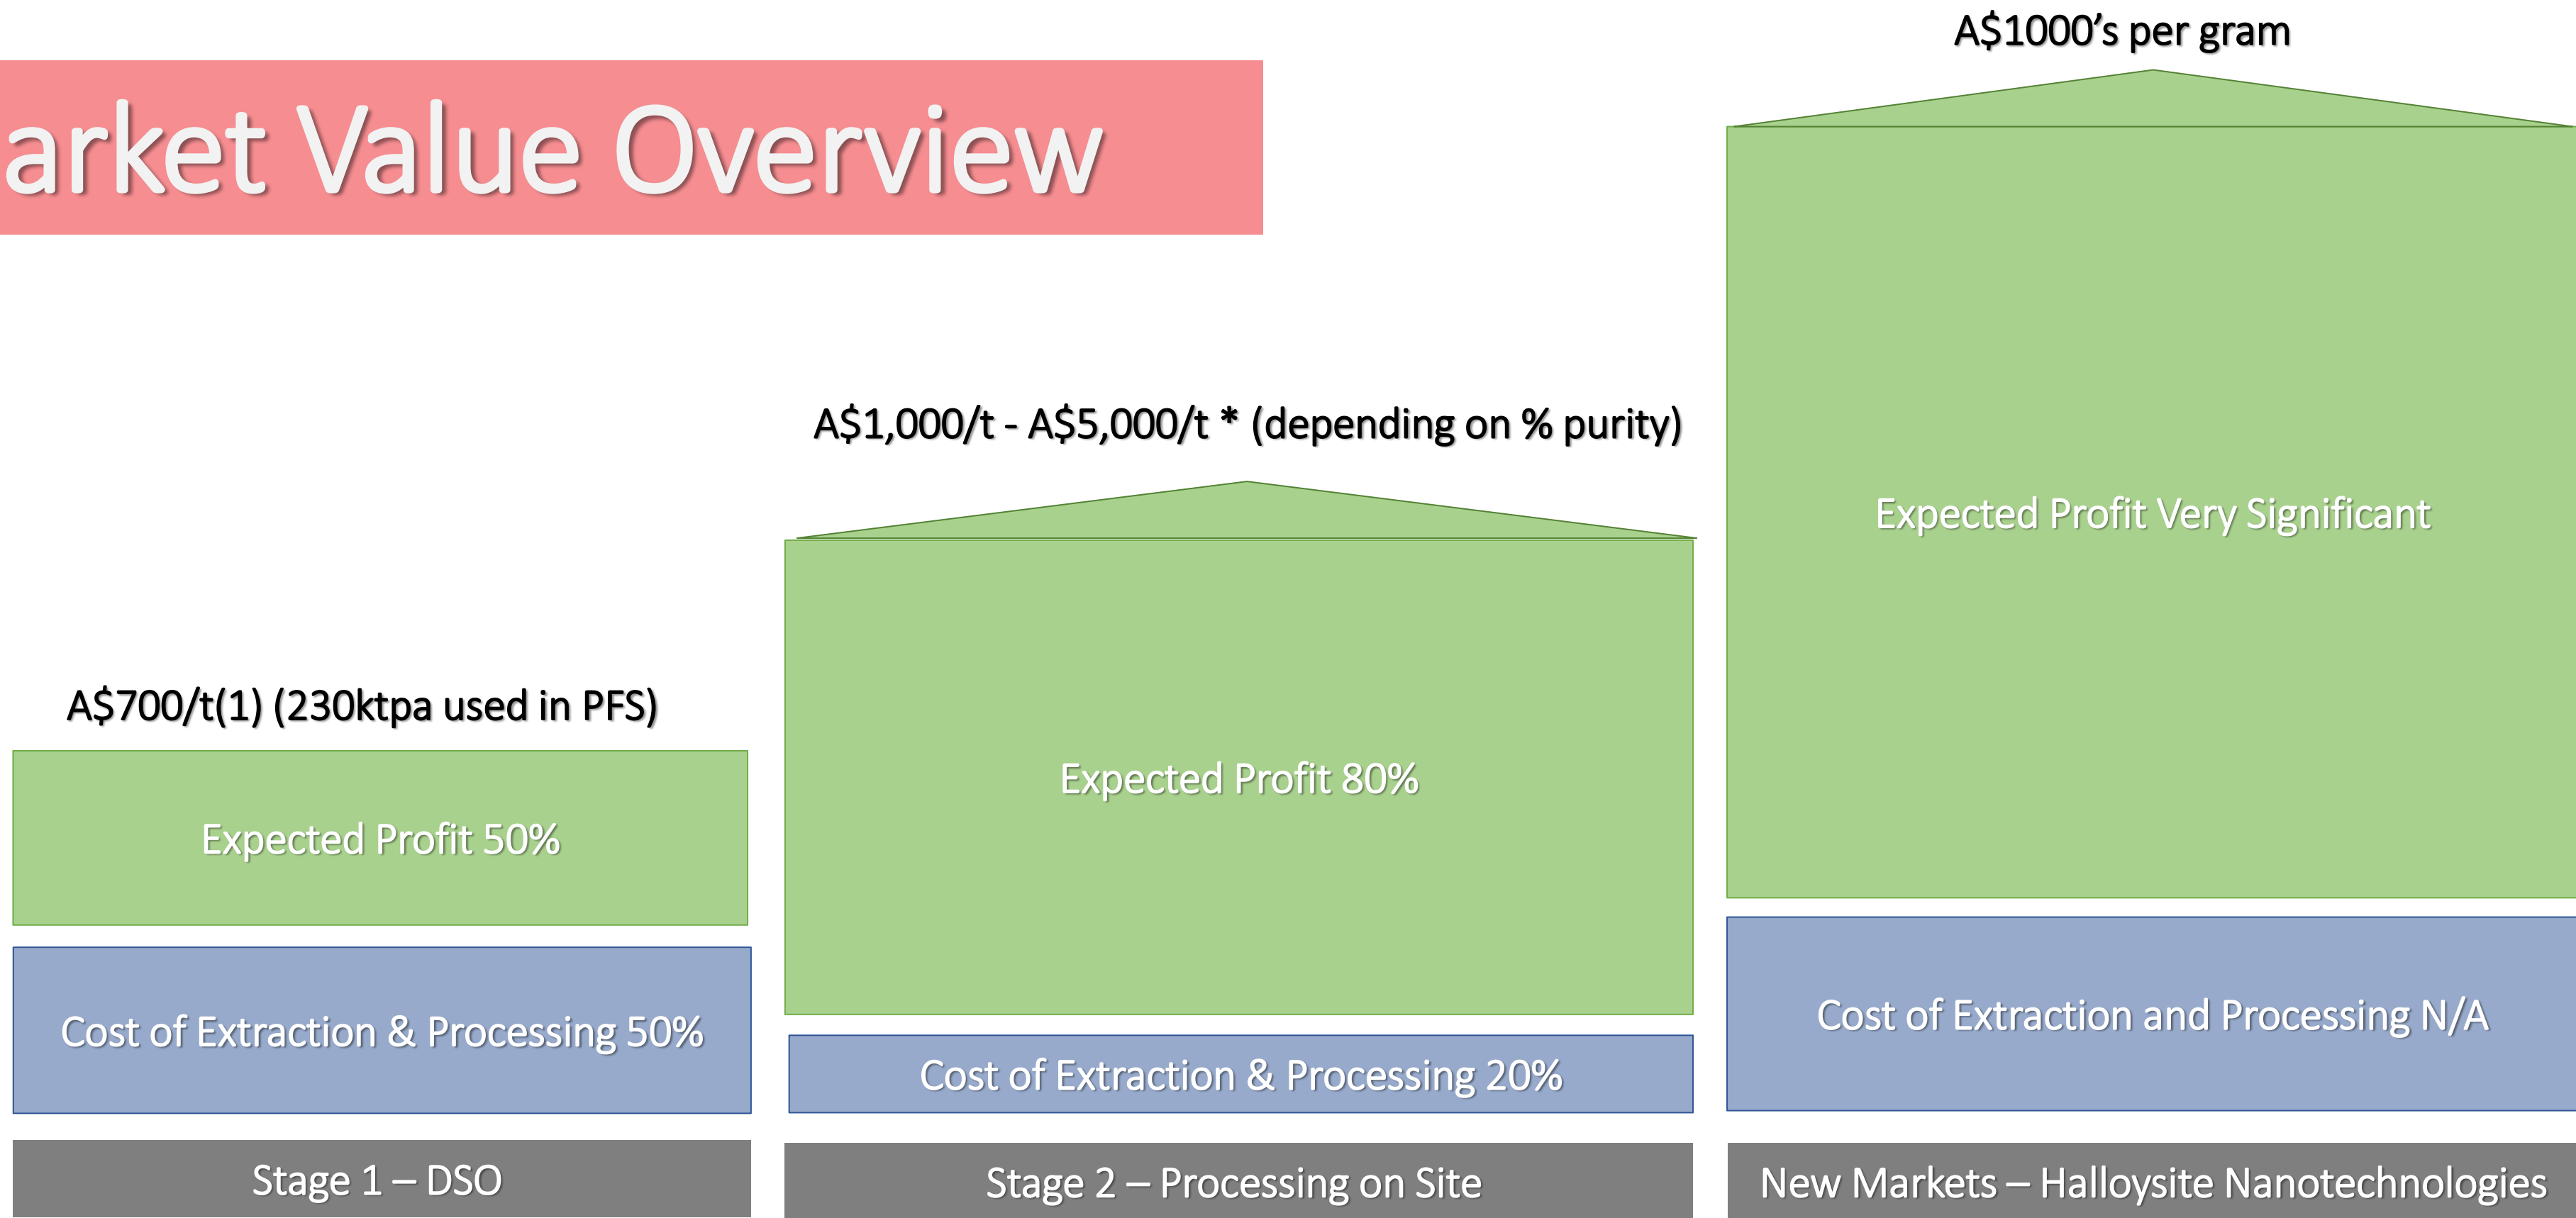 A$1000’s per gram
arket Value Overview
A$1,000/t - A$5,000/t * (depending on % purity)
Expected Profit Very Significant
A$700/t(1) (230ktpa used in PFS)
Expected Profit 80%
Expected Profit 50%
Cost of Extraction & Processing 50%
Cost of Extraction & Processing 20%
Cost of Extraction and Processing N/A
Stage 1 – DSO
Stage 2 – Processing on Site
New Markets – Halloysite Nanotechnologies